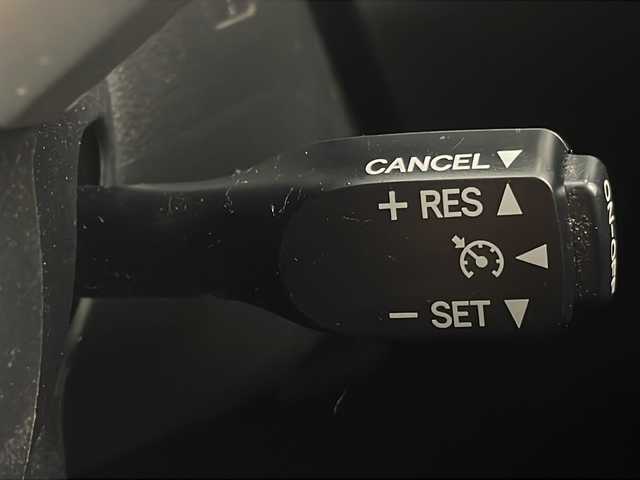 CANCEL
+ RES
- SET
ON-OFF